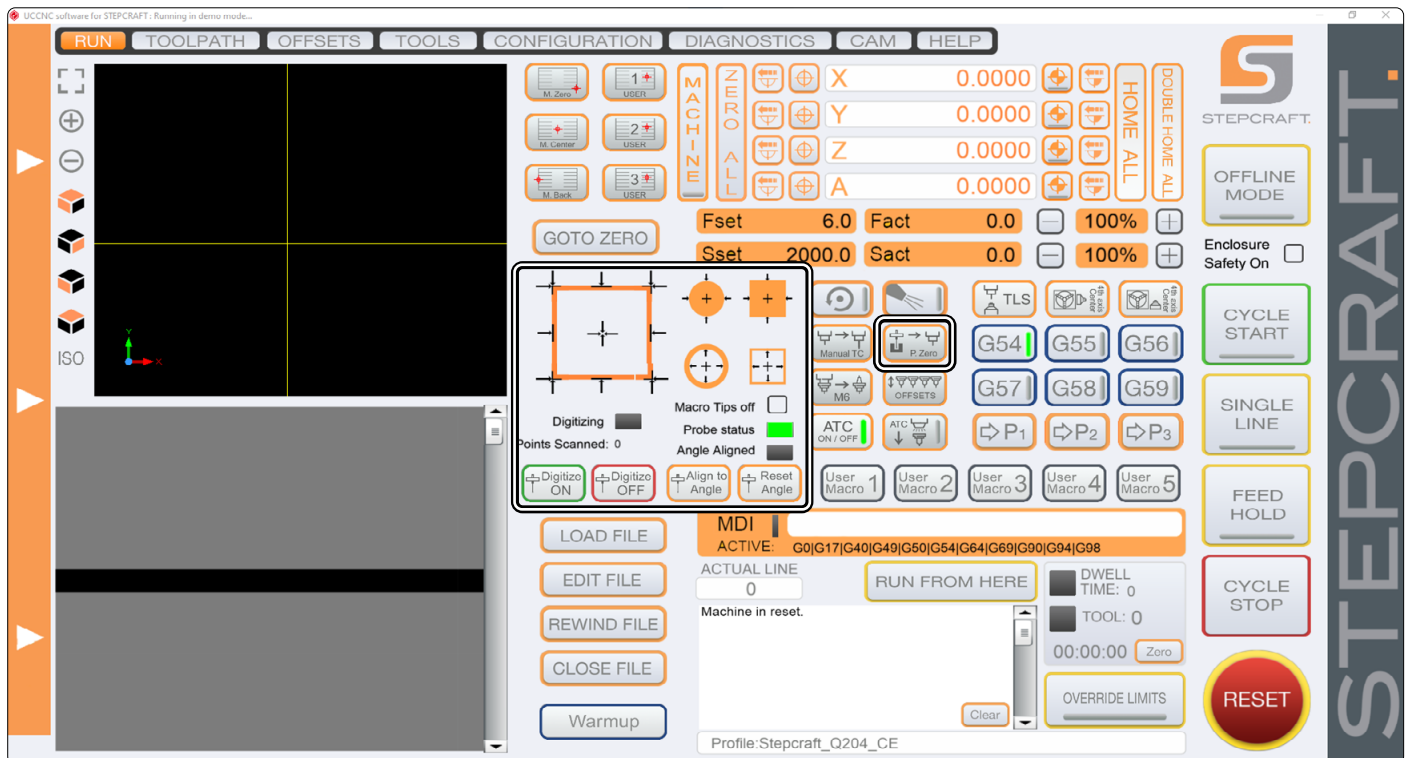 UCCNC software for STEPCRAFT: Running in demo mode...
RUN
TOOLPATH
OFFSETS
TOOLS
CONFIGURATION
DIAGNOSTICS
CAM
HELP
ISO
Y
X
M. Zero
1
USER
M. Center
2
USER
M. Back
3
USER
GOTO ZERO
MACHINE
ZERO ALL
X
0.0000
Y
0.0000
Z
0.0000
A
0.0000
HOME ALL
DOUBLE HOME ALL
Fset 6.0
Fact 0.0
100%
Sset 2000.0
Sact 0.0
100%
Digitizing
Points Scanned: 0
Macro Tips off
Probe status
Angle Aligned
Digitizo
ON
Digitizo
OFF
Align to
Angle
Reset
Angle
TLS
4th axis
Center
4th axis
Center
Manual TC
P. Zero
G54
G55
G56
M6
OFFSETS
G57
G58
G59
ATC
ON / OFF
ATC
P1
P2
P3
User
Macro 1
User
Macro 2
User
Macro 3
User
Macro 4
User
Macro 5
LOAD FILE
EDIT FILE
REWIND FILE
CLOSE FILE
Warmup
MDI
ACTIVE: G0|G17|G40|G49|G50|G54|G64|G69|G90|G94|G98
ACTUAL LINE
0
RUN FROM HERE
Machine in reset.
Clear
Profile:Stepcraft_Q204_CE
DWELL
TIME: 0
TOOL: 0
00:00:00
Zero
OVERRIDE LIMITS
STEPCRAFT.
OFFLINE
MODE
Enclosure
Safety On
CYCLE
START
SINGLE
LINE
FEED
HOLD
CYCLE
STOP
RESET
STEPCRAFT.